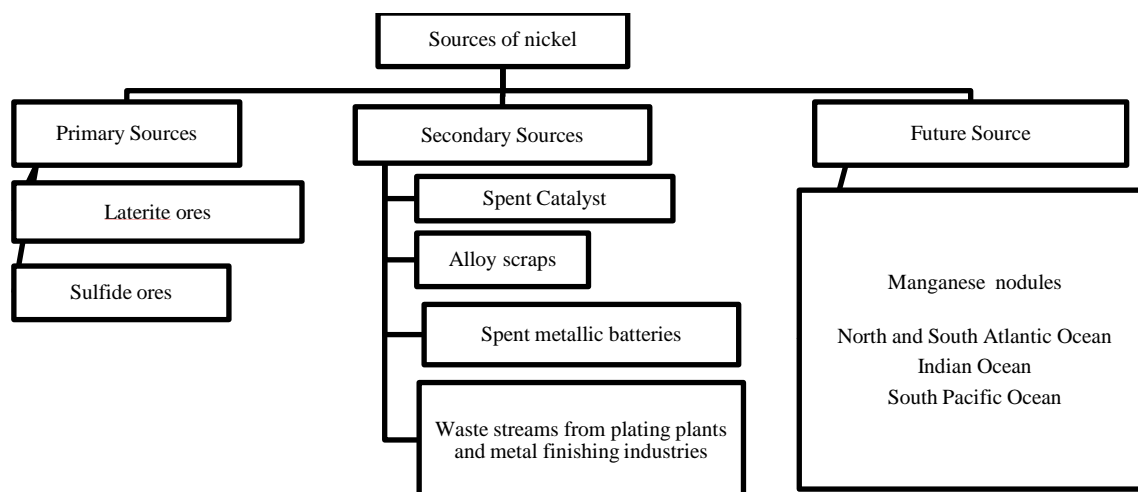 Sources of nickel
Primary Sources
Laterite ores
Sulfide ores
Secondary Sources
Spent Catalyst
Alloy scraps
Spent metallic batteries
Waste streams from plating plants
and metal finishing industries
Future Source
Manganese nodules
North and South Atlantic Ocean
Indian Ocean
South Pacific Ocean